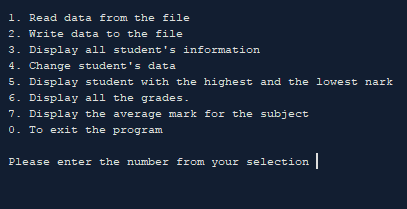 1. Read data from the file
2. Write data to the file
3. Display all student's information
4. Change student's data
5. Display student with the highest and the lowest nark
6. Display all the grades.
7. Display the average mark for the subject
0. To exit the program
Please enter the number from your selection